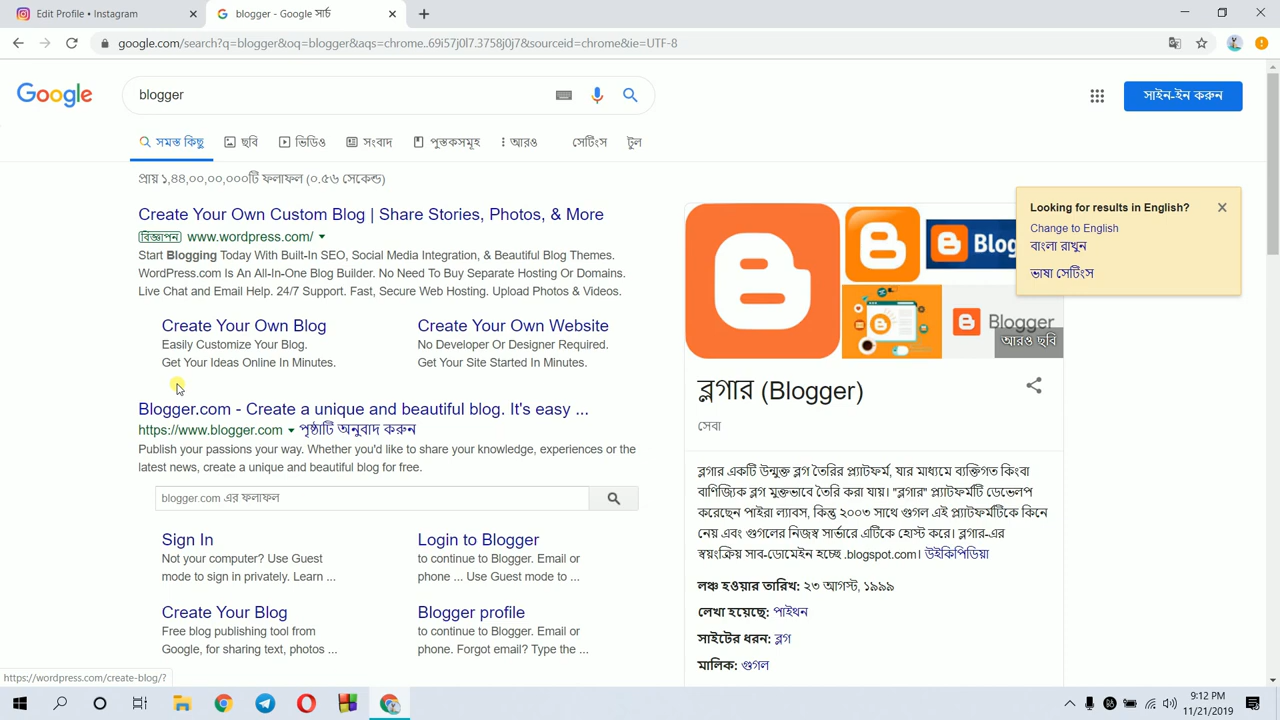 Edit Profile • Instagram
blogger - Google সার্চ
google.com/search?q=blogger&oq=blogger&aqs=chrome..69i57j0l7.3758j0j7&sourceid=chrome&ie=UTF-8
Google
blogger
সাইন-ইন করুন
সমস্ত কিছু
ছবি
ভিডিও
সংবাদ
পুস্তকসমূহ
আরও
সেটিংস
টুল
প্রায় ১,৪৪,০০,০০,০০০টি ফলাফল (০.৫৬ সেকেন্ড)
Create Your Own Custom Blog | Share Stories, Photos, & More
বিজ্ঞাপন www.wordpress.com/
Start Blogging Today With Built-In SEO, Social Media Integration, & Beautiful Blog Themes.
WordPress.com Is An All-In-One Blog Builder. No Need To Buy Separate Hosting Or Domains.
Live Chat and Email Help. 24/7 Support. Fast, Secure Web Hosting. Upload Photos & Videos.
Create Your Own Blog
Easily Customize Your Blog.
Get Your Ideas Online In Minutes.
Create Your Own Website
No Developer Or Designer Required.
Get Your Site Started In Minutes.
Blogger.com - Create a unique and beautiful blog. It's easy ...
https://www.blogger.com পৃষ্ঠাটি অনুবাদ করুন
Publish your passions your way. Whether you'd like to share your knowledge, experiences or the
latest news, create a unique and beautiful blog for free.
blogger.com এর ফলাফল
Sign In
Not your computer? Use Guest
mode to sign in privately. Learn ...
Login to Blogger
to continue to Blogger. Email or
phone ... Use Guest mode to ...
Create Your Blog
Free blog publishing tool from
Google, for sharing text, photos ...
Blogger profile
to continue to Blogger. Email or
phone. Forgot email? Type the ...
Blog
Blogger
আরও ছবি
Looking for results in English?
Change to English
বাংলা রাখুন
ভাষা সেটিংস
ব্লগার (Blogger)
সেবা
ব্লগার একটি উন্মুক্ত ব্লগ তৈরির প্ল্যাটফর্ম, যার মাধ্যমে ব্যক্তিগত কিংবা
বাণিজ্যিক ব্লগ মুক্তভাবে তৈরি করা যায়। "ব্লগার" প্ল্যাটফর্মটি ডেভেলপ
করেছেন পাইরা ল্যাবস, কিন্তু ২০০৩ সাথে গুগল এই প্ল্যাটফর্মটিকে কিনে
নেয় এবং গুগলের নিজস্ব সার্ভারে এটিকে হোস্ট করে। ব্লগার-এর
স্বয়ংক্রিয় সাব-ডোমেইন হচ্ছে .blogspot.com। উইকিপিডিয়া
লঞ্চ হওয়ার তারিখ: ২৩ আগস্ট, ১৯৯৯
লেখা হয়েছে: পাইথন
সাইটের ধরন: ব্লগ
মালিক: গুগল
https://wordpress.com/create-blog/?
9:12 PM
11/21/2019